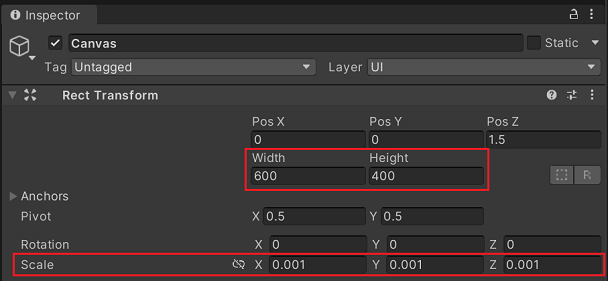 Inspector
Canvas Static
Tag Untagged Layer UI
Rect Transform
Pos X Pos Y Pos Z
0 0 1.5
Width Height
600 400 R
Anchors
Pivot X 0.5 Y 0.5
Rotation X 0 Y 0 Z 0
Scale X 0.001 Y 0.001 Z 0.001